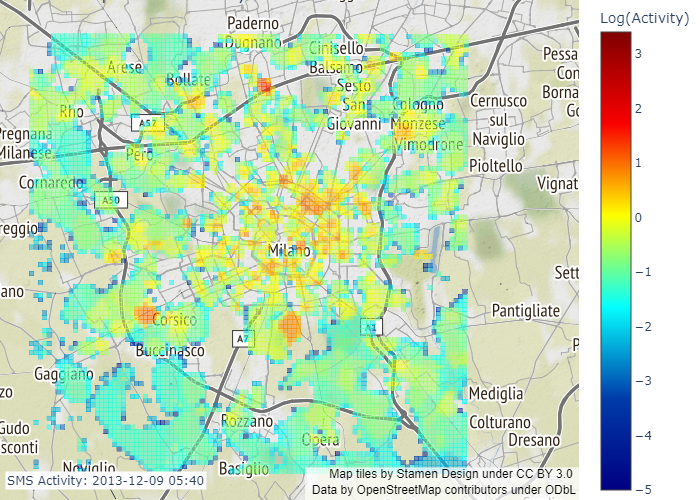 Log(Activity)
3
2
1
0
−1
−2
−3
−4
−5
Paderno
Dugnano
Cinisello
Balsamo
Pessa
Con
Borna
Go
Arese
Bollate
Sesto
San
Giovanni
Cologno
Monzese
Cernusco
sul
Naviglio
Rho
A52
Pregnana
Milanese
Pero
Vimodrone
Pioltello
Cornaredo
A50
Vignat
reggio
Milano
Sett
ano
Pantigliate
Corsico
A7
A1
Buccinasco
Gaggiano
zo
Mediglia
Rozzano
Colturano
Gudo
sconti
Opera
Dresano
Noviglio
Basiglio
SMS Activity: 2013-12-09 05:40
Map tiles by Stamen Design under CC BY 3.0
Data by OpenStreetMap contributors under ODbL